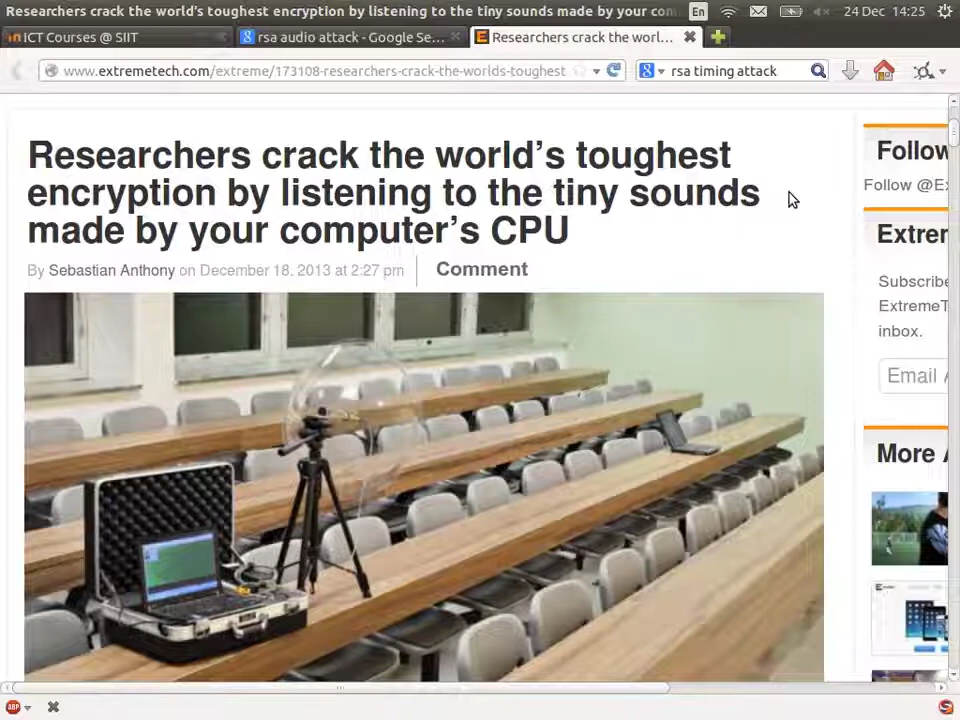 Researchers crack the world's toughest encryption by listening to the tiny sounds made by your com
En
24 Dec 14:25
ICT Courses @ SIIT
rsa audio attack - Google Se...
Researchers crack the worl...
www.extremetech.com/extreme/173108-researchers-crack-the-worlds-toughest
rsa timing attack
Researchers crack the world's toughest
encryption by listening to the tiny sounds
made by your computer's CPU
By Sebastian Anthony on December 18, 2013 at 2:27 pm
Comment
Follow
Follow @Ex
Extrem
Subscribe
ExtremeT
inbox.
Email A
More A
ABP